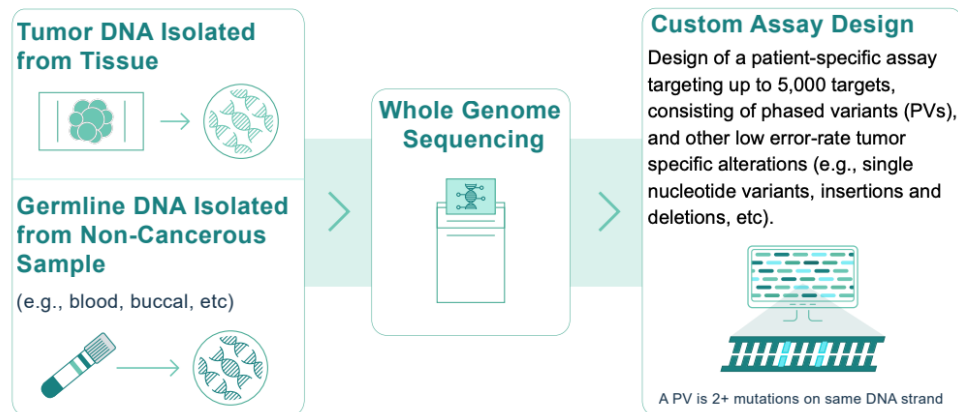 Tumor DNA Isolated
from Tissue
Germline DNA Isolated
from Non-Cancerous
Sample
(e.g., blood, buccal, etc)
Whole Genome
Sequencing
Custom Assay Design
Design of a patient-specific assay
targeting up to 5,000 targets,
consisting of phased variants (PVs),
and other low error-rate tumor
specific alterations (e.g., single
nucleotide variants, insertions and
deletions, etc).
A PV is 2+ mutations on same DNA strand